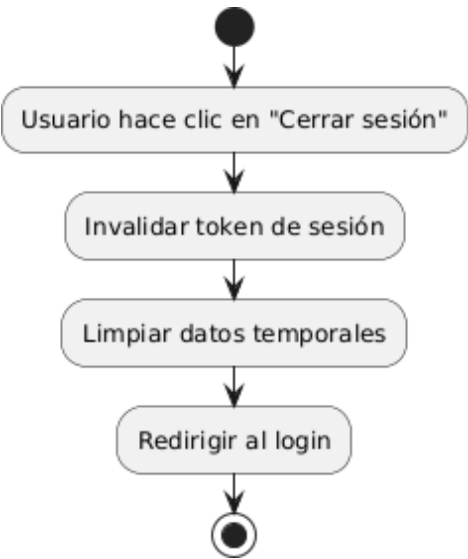 Usuario hace clic en "Cerrar sesión"
Invalidar token de sesión
Limpiar datos temporales
Redirigir al login